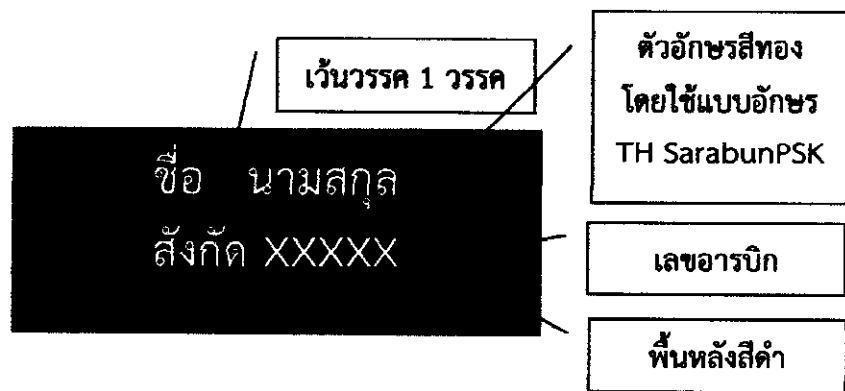 เว้นวรรค 1 วรรค
ตัวอักษรสีทอง
โดยใช้แบบอักษร
TH SarabunPSK
ชื่อ นามสกุล
สังกัด XXXXX
เลขอารบิก
พื้นหลังสีดำ